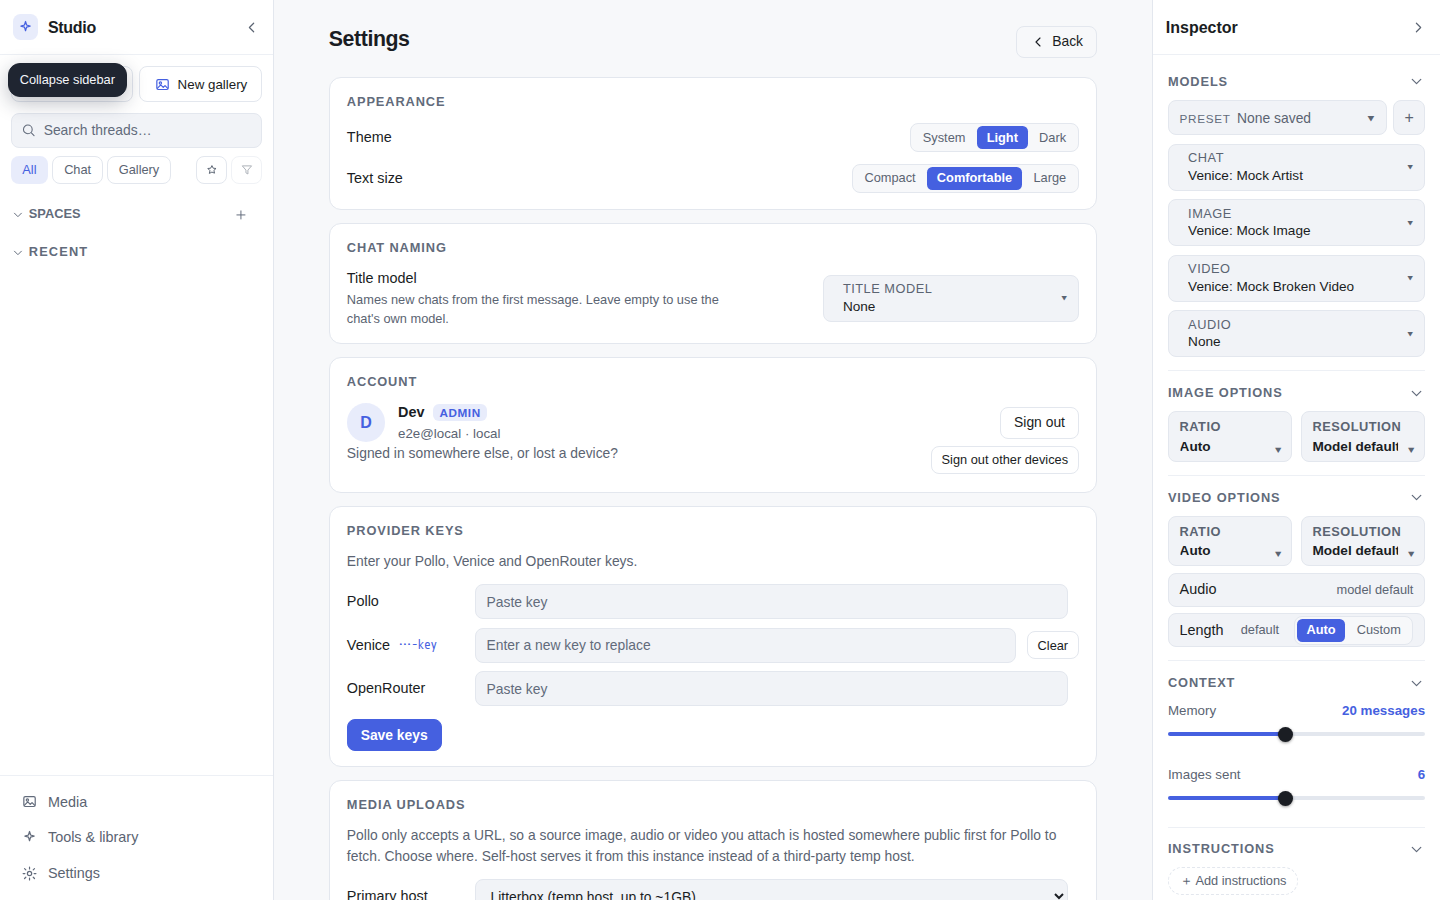 Studio
Collapse sidebar
New gallery
Search threads…
All
Chat
Gallery
SPACES
RECENT
Media
Tools & library
Settings
Settings
Back
APPEARANCE
Theme
System
Light
Dark
Text size
Compact
Comfortable
Large
CHAT NAMING
Title model
Names new chats from the first message. Leave empty to use the
chat's own model.
TITLE MODEL
None
ACCOUNT
D
Dev
ADMIN
e2e@local · local
Sign out
Signed in somewhere else, or lost a device?
Sign out other devices
PROVIDER KEYS
Enter your Pollo, Venice and OpenRouter keys.
Pollo
Paste key
Venice ···-key
Enter a new key to replace
Clear
OpenRouter
Paste key
Save keys
MEDIA UPLOADS
Pollo only accepts a URL, so a source image, audio or video you attach is hosted somewhere public first for Pollo to
fetch. Choose where. Self-host serves it from this instance instead of a third-party temp host.
Primary host
Litterbox (temp host, up to ~1GB)
Inspector
MODELS
PRESET None saved
+
CHAT
Venice: Mock Artist
IMAGE
Venice: Mock Image
VIDEO
Venice: Mock Broken Video
AUDIO
None
IMAGE OPTIONS
RATIO
Auto
RESOLUTION
Model default
VIDEO OPTIONS
RATIO
Auto
RESOLUTION
Model default
Audio
model default
Length
default
Auto
Custom
CONTEXT
Memory
20 messages
Images sent
6
INSTRUCTIONS
+ Add instructions